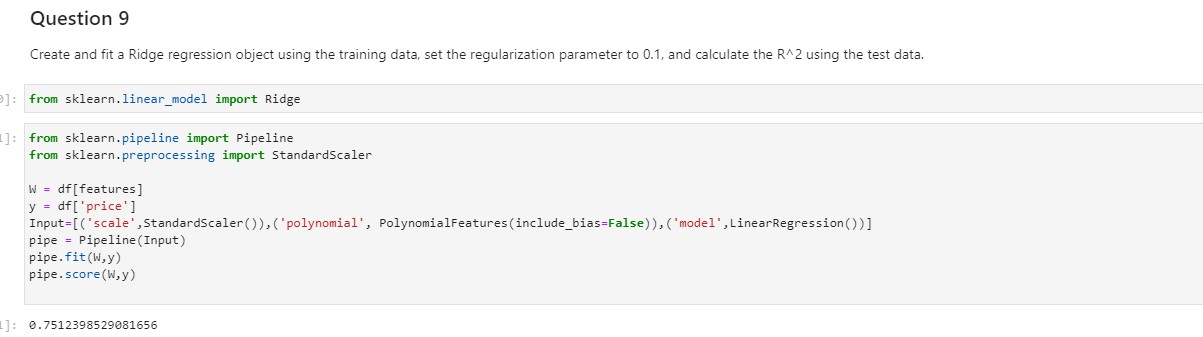 Question 9
Create and fit a Ridge regression object using the training data, set the regularization parameter to 0.1, and calculate the R^2 using the test data.
]: from sklearn.linear_model import Ridge
]: from sklearn.pipeline import Pipeline
from sklearn.preprocessing import StandardScaler
W = df[features]
y = df['price']
Input=[('scale',StandardScaler()),('polynomial', PolynomialFeatures(include_bias=False)),('model',LinearRegression())]
pipe = Pipeline(Input)
pipe.fit(W,y)
pipe.score(W,y)
]: 0.7512398529081656